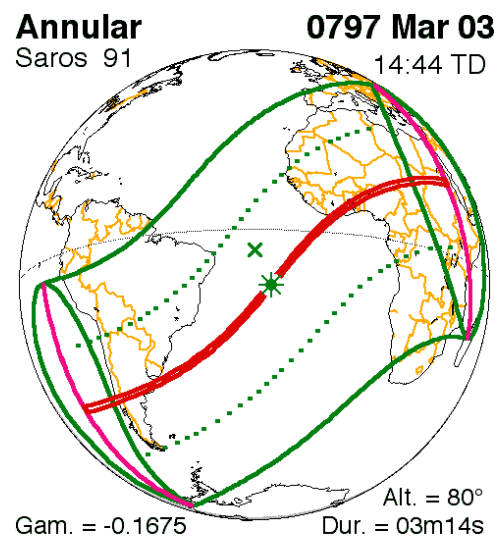 Annular 0797 Mar 03
Saros 91 14:44 TD
Alt. = 80°
Gam. = -0.1675 Dur. = 03m14s